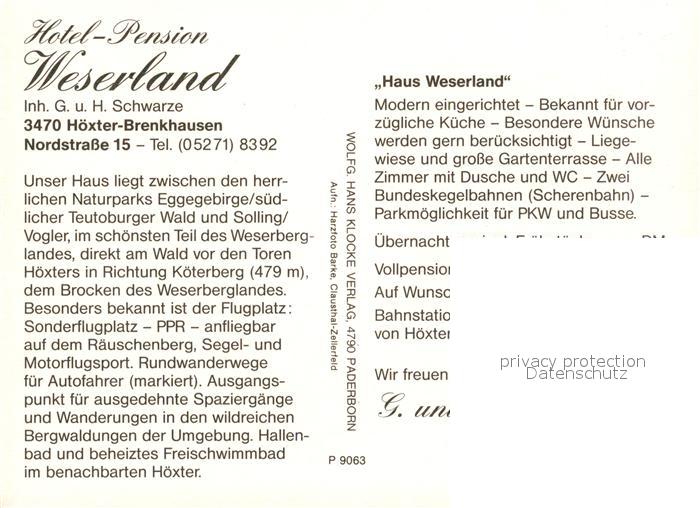 Hotel-Pension
Weserland
Inh. G. u. H. Schwarze
3470 Höxter-Brenkhausen
Nordstraße 15 – Tel. (05271) 8392
Unser Haus liegt zwischen den herr-
lichen Naturparks Eggegebirge/süd-
licher Teutoburger Wald und Solling/
Vogler, im schönsten Teil des Weserberg-
landes, direkt am Wald vor den Toren
Höxters in Richtung Köterberg (479 m),
dem Brocken des Weserberglandes.
Besonders bekannt ist der Flugplatz:
Sonderflugplatz – PPR – anfliegbar
auf dem Räuschenberg, Segel- und
Motorflugsport. Rundwanderwege
für Autofahrer (markiert). Ausgangs-
punkt für ausgedehnte Spaziergänge
und Wanderungen in den wildreichen
Bergwaldungen der Umgebung. Hallen-
bad und beheiztes Freischwimmbad
im benachbarten Höxter.
WOLFG. HANS KLOCKE VERLAG, 4790 PADERBORN
Aufn.: Harzfoto Barke, Clausthal-Zellerfeld
P 9063
„Haus Weserland“
Modern eingerichtet – Bekannt für vor-
zügliche Küche – Besondere Wünsche
werden gern berücksichtigt – Liege-
wiese und große Gartenterrasse – Alle
Zimmer mit Dusche und WC – Zwei
Bundeskegelbahnen (Scherenbahn) –
Parkmöglichkeit für PKW und Busse.
Vollpension
Auf Wunsc
Bahnstatio
von Höxter
Wir freuen
G. und
privacy protection
Datenschutz